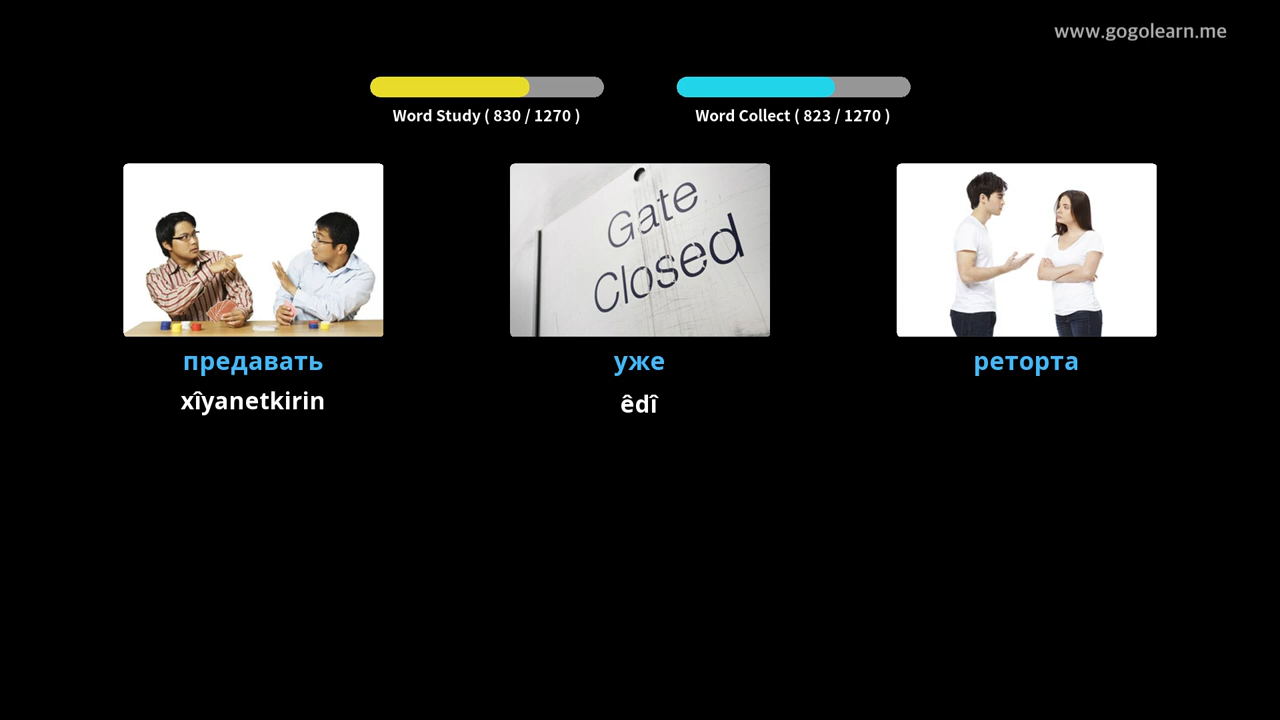 www.gogolearn.me
Word Study ( 830 / 1270 )
Word Collect ( 823 / 1270 )
Gate
Closed
предавать
уже
реторта
xîyanetkirin
êdî